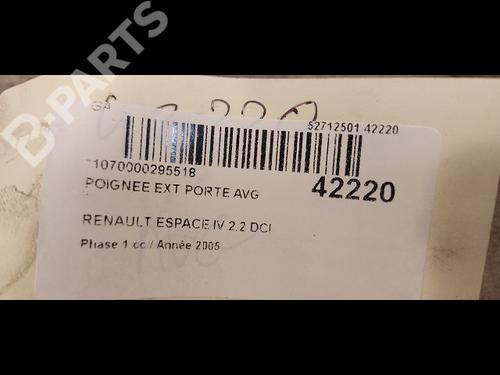 B-PARTS
GA
52712501 42220
1070000295518
POIGNEE EXT PORTE AVG
42220
RENAULT ESPACE IV 2.2 DCI
Phase 1 cc / Année 2005